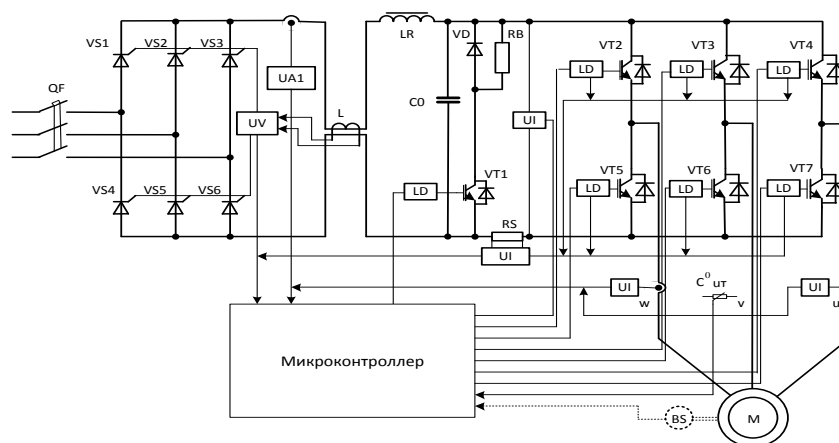 LR
VD
RB
VS1
VS2
VS3
VT2
VT3
VT4
UA1
LD
LD
LD
QF
C0
L
UV
UI
VS4
VS5
VS6
VT1
VT5
VT6
VT7
LD
LD
LD
LD
RS
UI
C⁰ ит
UI
w
v
UI
u
Микроконтроллер
BS
M